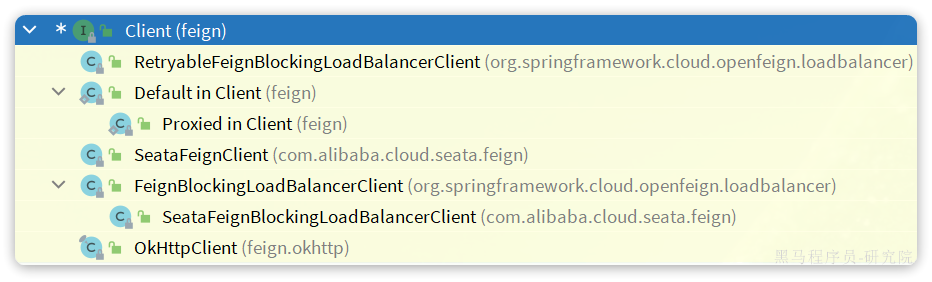 Client (feign)
RetryableFeignBlockingLoadBalancerClient (org.springframework.cloud.openfeign.loadbalancer)
Default in Client (feign)
Proxied in Client (feign)
SeataFeignClient (com.alibaba.cloud.seata.feign)
FeignBlockingLoadBalancerClient (org.springframework.cloud.openfeign.loadbalancer)
SeataFeignBlockingLoadBalancerClient (com.alibaba.cloud.seata.feign)
OkHttpClient (feign.okhttp)
黑马程序员-研究院